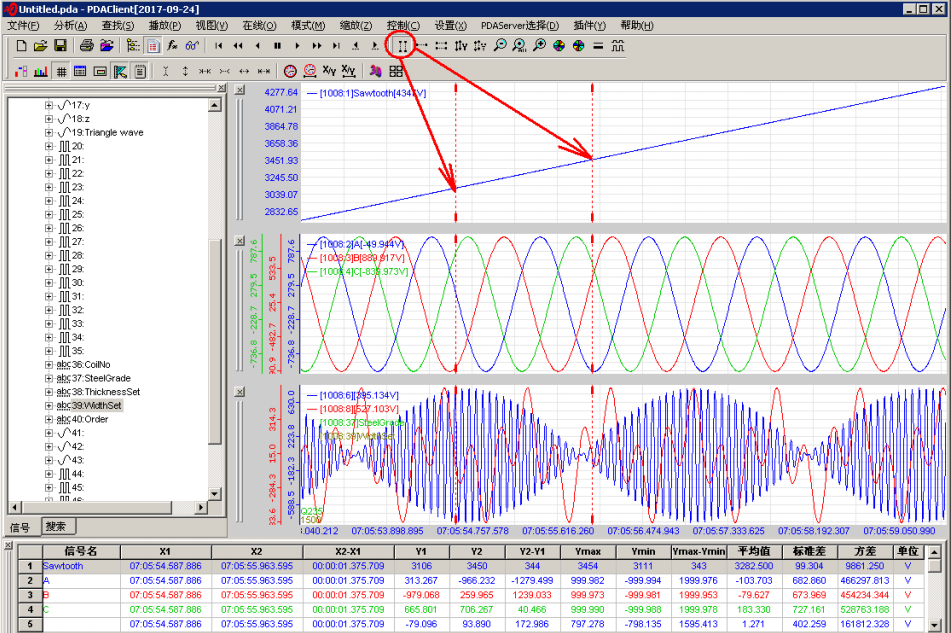 Untitled.pda - PDAClient[2017-09-24]
文件(F) 分析(A) 查找(S) 播放(P) 视图(V) 在线(O) 模式(M) 缩放(Z) 控制(C) 设置(X) PDAServer选择(D) 插件(Y) 帮助(H)
17:y
18:z
19:Triangle wave
20:
21:
22:
23:
24:
25:
26:
27:
28:
29:
30:
31:
32:
33:
34:
35:
abc 36:CoilNo
abc 37:SteelGrade
abc 38:ThicknessSet
abc 39:WidthSet
abc 40:Order
41:
42:
43:
44:
45:
46:
信号 搜索
4277.64
4071.21
3864.78
3658.36
3451.93
3245.50
3039.07
2832.65
[1008:1]Sawtooth[4347V]
787.6 279.5 -228.7 -736.8
533.5 25.4 -482.7 90.9
787.6 279.5 -228.7 -736.8
[1008:2]A[-49.944V]
[1008:3]B[889.917V]
[1008:4]C[-839.973V]
314.3 15.0 -284.3 33.6
630.0 223.8 -182.3 -588.5
[1008:6][395.134V]
[1008:8][527.103V]
[1008:37]SteelGrade
[1008:39]WidthSet
Q235
1500
:040.212 07:05:53.898.895 07:05:54.757.578 07:05:55.616.260 07:05:56.474.943 07:05:57.333.625 07:05:58.192.307 07:05:59.050.990
信号名 X1 X2 X2-X1 Y1 Y2 Y2-Y1 Ymax Ymin Ymax-Ymin 平均值 标准差 方差 单位
1 Sawtooth 07:05:54.587.886 07:05:55.963.595 00:00:01.375.709 3106 3450 344 3454 3111 343 3282.500 99.304 9861.250 V
2 A 07:05:54.587.886 07:05:55.963.595 00:00:01.375.709 313.267 -966.232 -1279.499 999.982 -999.994 1999.976 -103.703 682.860 466297.813 V
3 B 07:05:54.587.886 07:05:55.963.595 00:00:01.375.709 -979.068 259.965 1239.033 999.973 -999.981 1999.953 -79.627 673.969 454234.344 V
4 C 07:05:54.587.886 07:05:55.963.595 00:00:01.375.709 665.801 706.267 40.466 999.990 -999.988 1999.978 183.330 727.161 528763.188 V
5 07:05:54.587.886 07:05:55.963.595 00:00:01.375.709 -79.096 93.890 172.986 797.278 -798.135 1595.413 1.271 402.259 161812.328 V